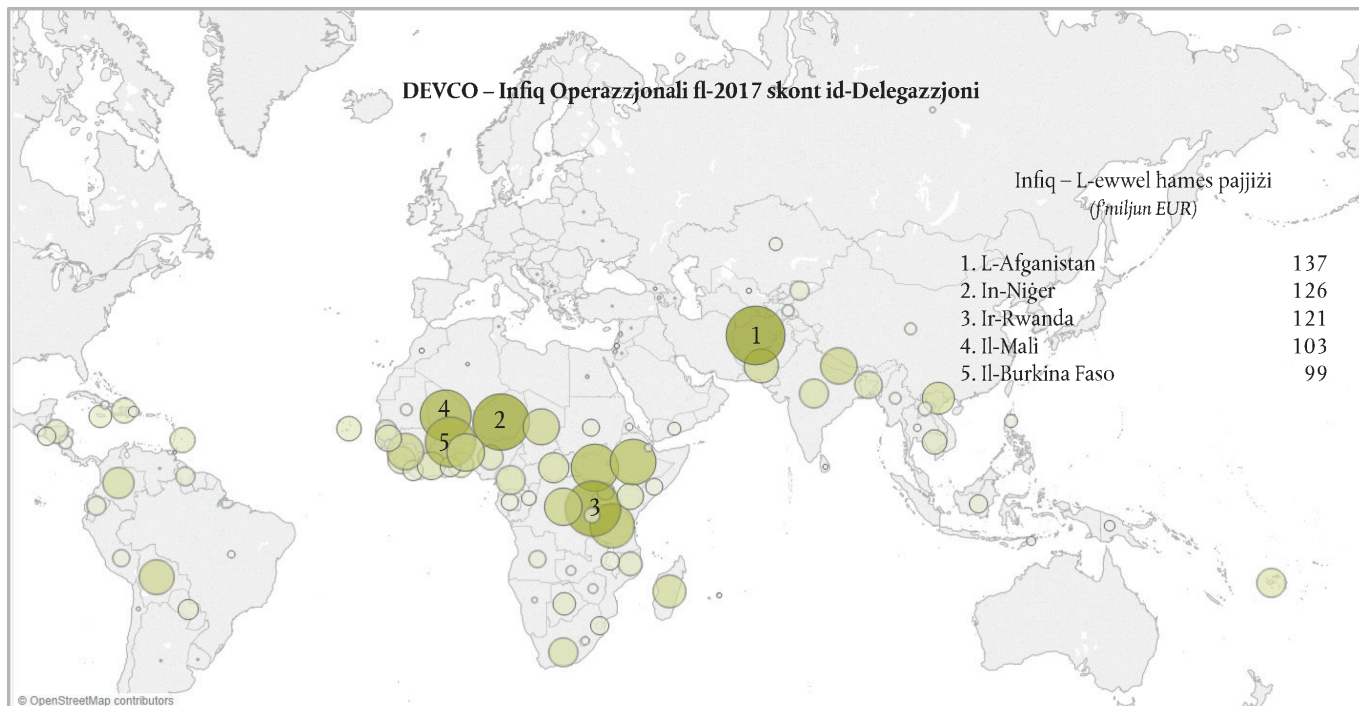 DEVCO – Infiq Operazzjonali fl-2017 skont id-Delegazzjoni
Infiq – L-ewwel hames pajjiżi
(f'miljun EUR)
1. L-Afganistan 137
2. In-Niġer 126
3. Ir-Rwanda 121
4. Il-Mali 103
5. Il-Burkina Faso 99
1
4
2
5
3
© OpenStreetMap contributors